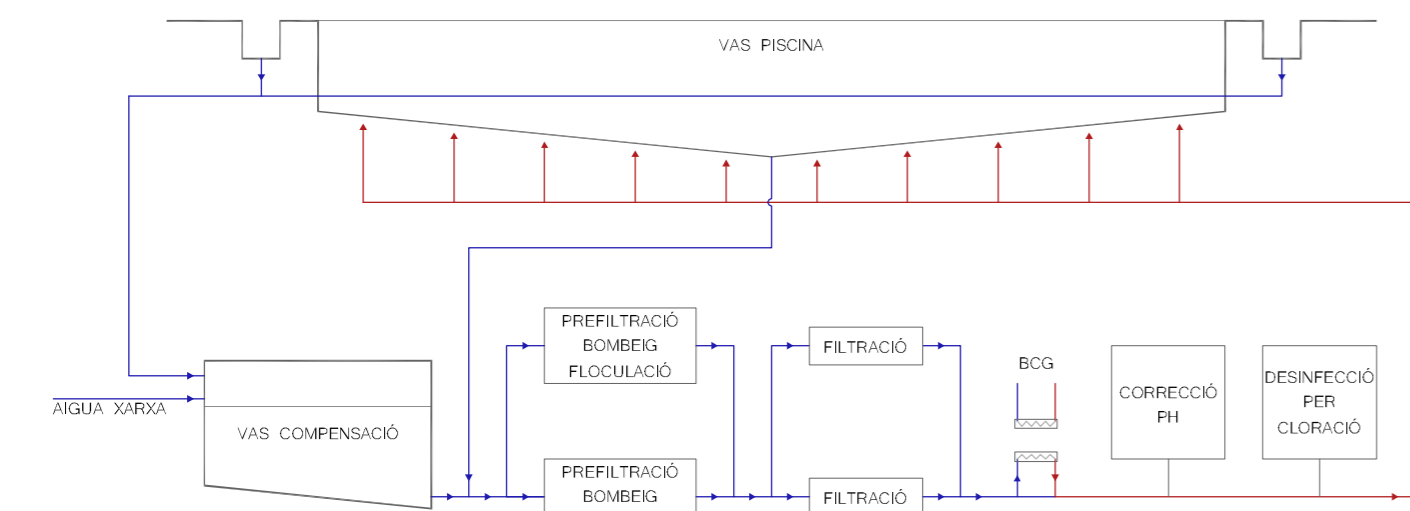 VAS PISCINA
PREFILTRACIÓ
BOMBEIG
FLOCULACIÓ
FILTRACIÓ
BCG
CORRECCIÓ
PH
DESINFECCIÓ
PER
CLORACIÓ
AIGUA XARXA
VAS COMPENSACIÓ
PREFILTRACIÓ
BOMBEIG
FILTRACIÓ